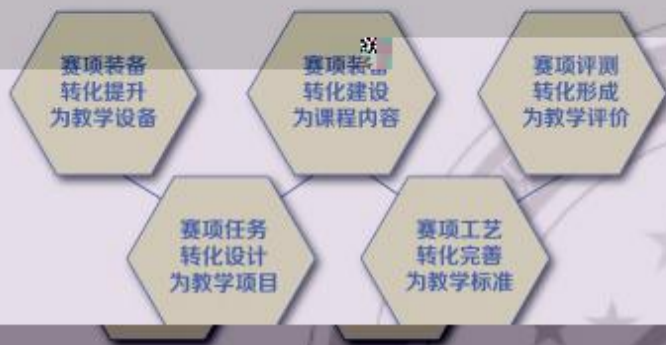 赛项装备
转化提升
为教学设备
赛项装
转化建设
为课程内容
赛项评测
转化形成
为教学评价
赛项任务
转化设计
为教学项目
赛项工艺
转化完善
为教学标准